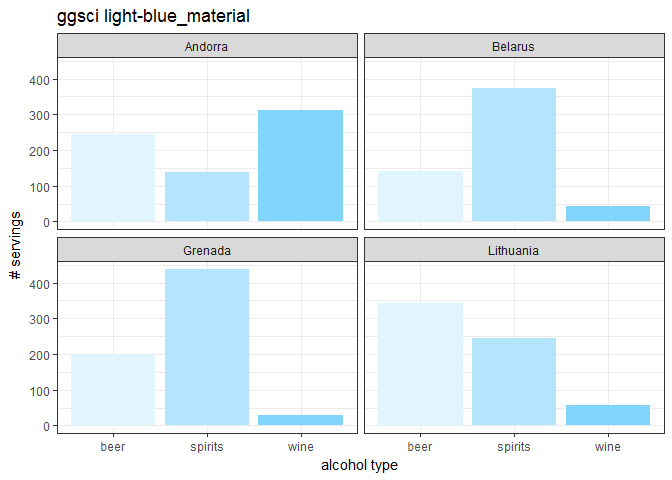 ggsci light-blue_material
Andorra
Belarus
400
300
200
100
0
# servings
Grenada
Lithuania
400
300
200
100
0
beer
spirits
wine
beer
spirits
wine
alcohol type